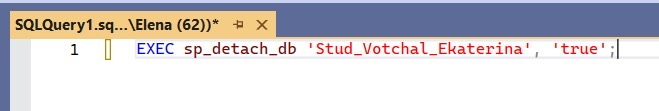 SQLQuery1.sq...\Elena (62))*
1 EXEC sp_detach_db 'Stud_Votchal_Ekaterina', 'true';